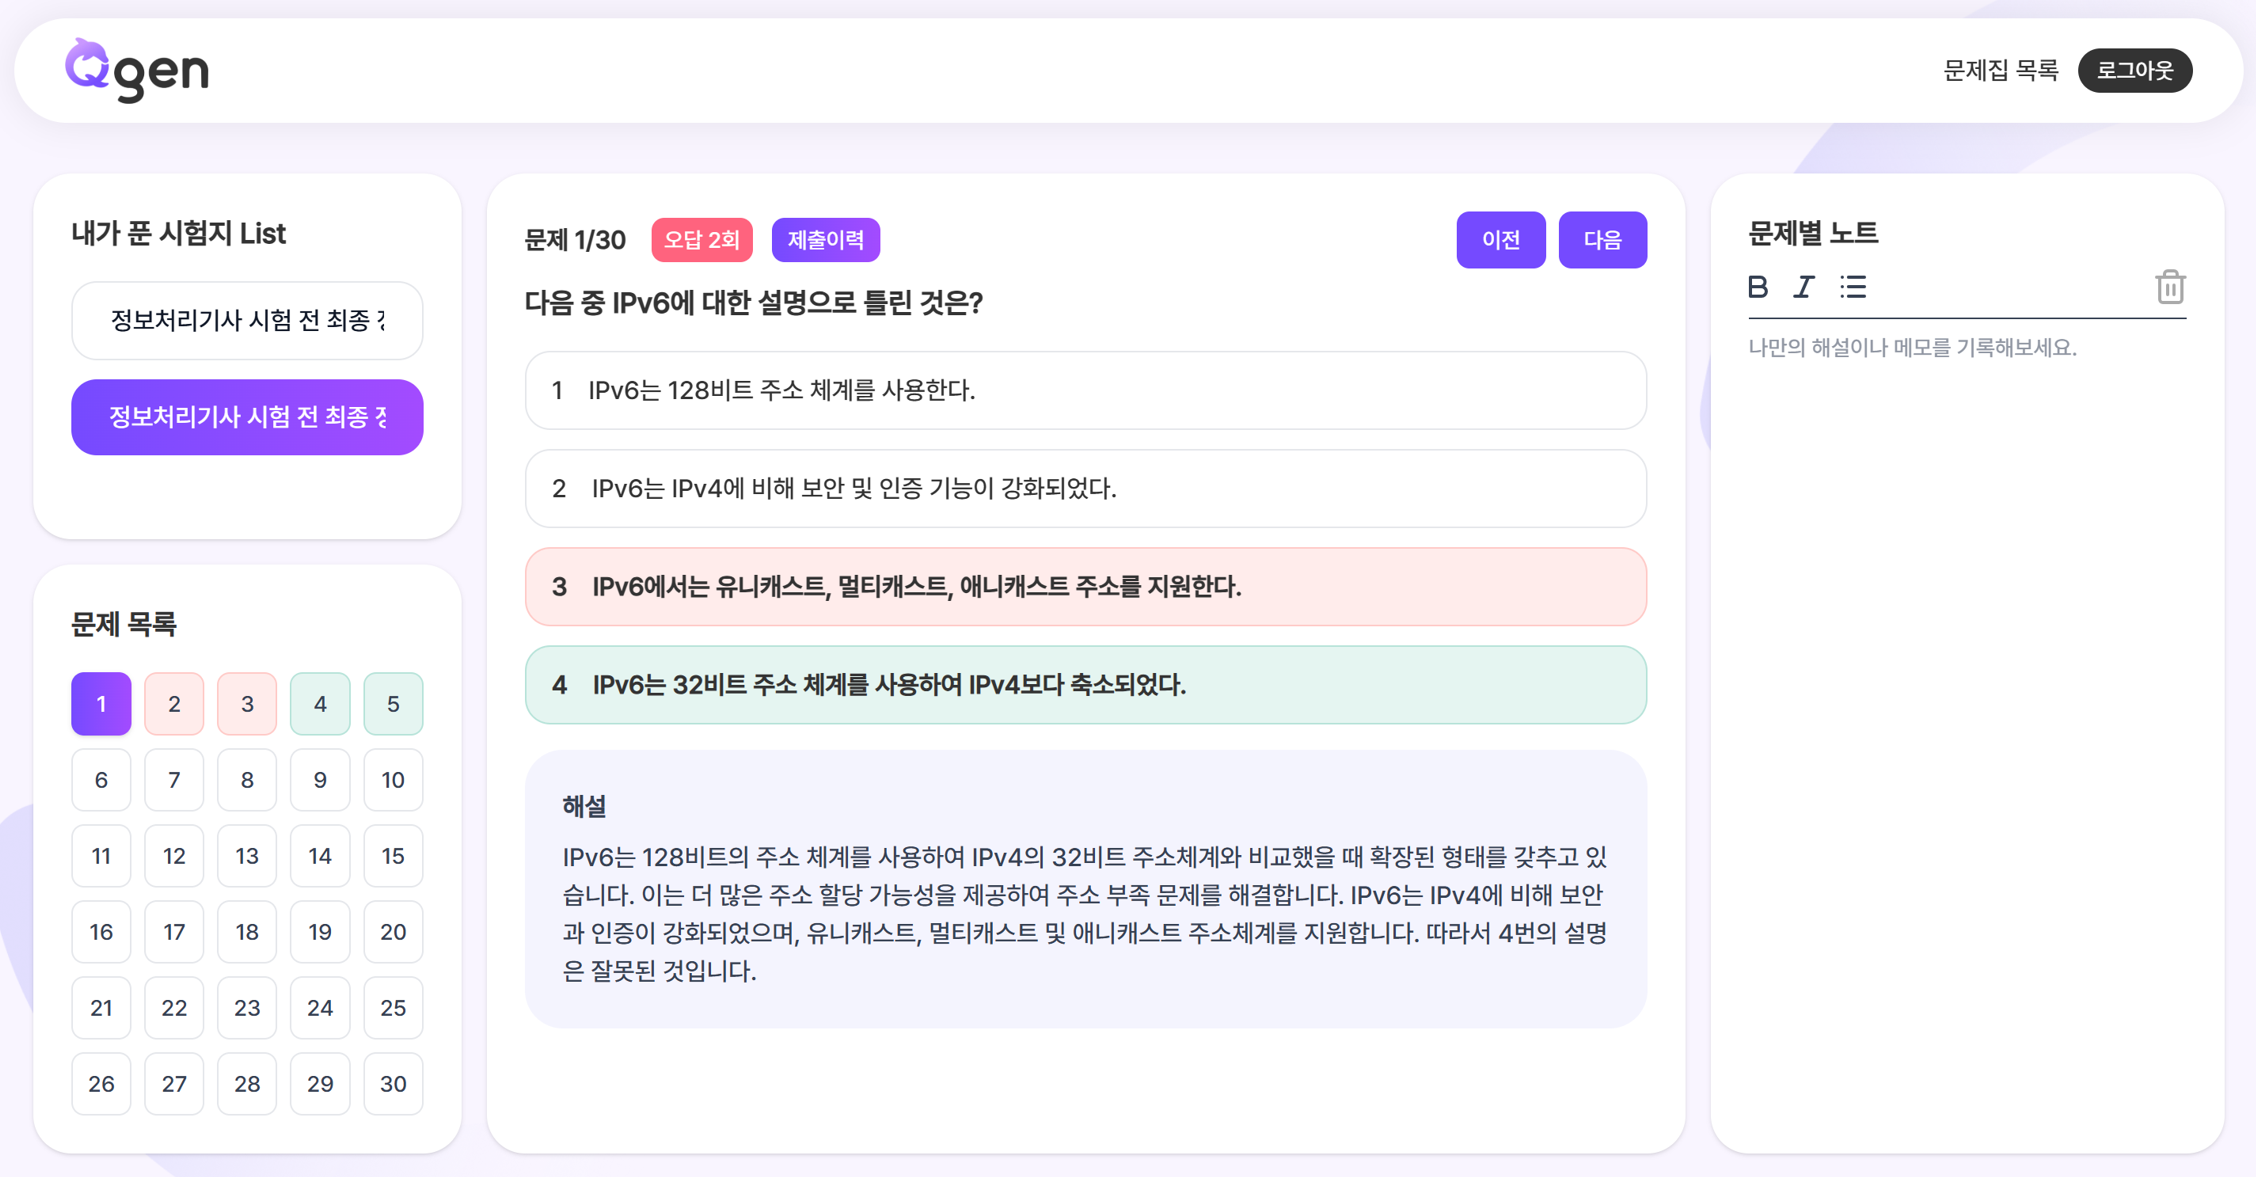 Qgen
문제집 목록
로그아웃
내가 푼 시험지 List
정보처리기사 시험 전 최종
정보처리기사 시험 전 최종
문제 목록
1 2 3 4 5
6 7 8 9 10
11 12 13 14 15
16 17 18 19 20
21 22 23 24 25
26 27 28 29 30
문제 1/30
오답 2회
제출이력
이전
다음
다음 중 IPv6에 대한 설명으로 틀린 것은?
1 IPv6는 128비트 주소 체계를 사용한다.
2 IPv6는 IPv4에 비해 보안 및 인증 기능이 강화되었다.
3 IPv6에서는 유니캐스트, 멀티캐스트, 애니캐스트 주소를 지원한다.
4 IPv6는 32비트 주소 체계를 사용하여 IPv4보다 축소되었다.
해설
IPv6는 128비트의 주소 체계를 사용하여 IPv4의 32비트 주소체계와 비교했을 때 확장된 형태를 갖추고 있
습니다. 이는 더 많은 주소 할당 가능성을 제공하여 주소 부족 문제를 해결합니다. IPv6는 IPv4에 비해 보안
과 인증이 강화되었으며, 유니캐스트, 멀티캐스트 및 애니캐스트 주소체계를 지원합니다. 따라서 4번의 설명
은 잘못된 것입니다.
문제별 노트
B I
나만의 해설이나 메모를 기록해보세요.